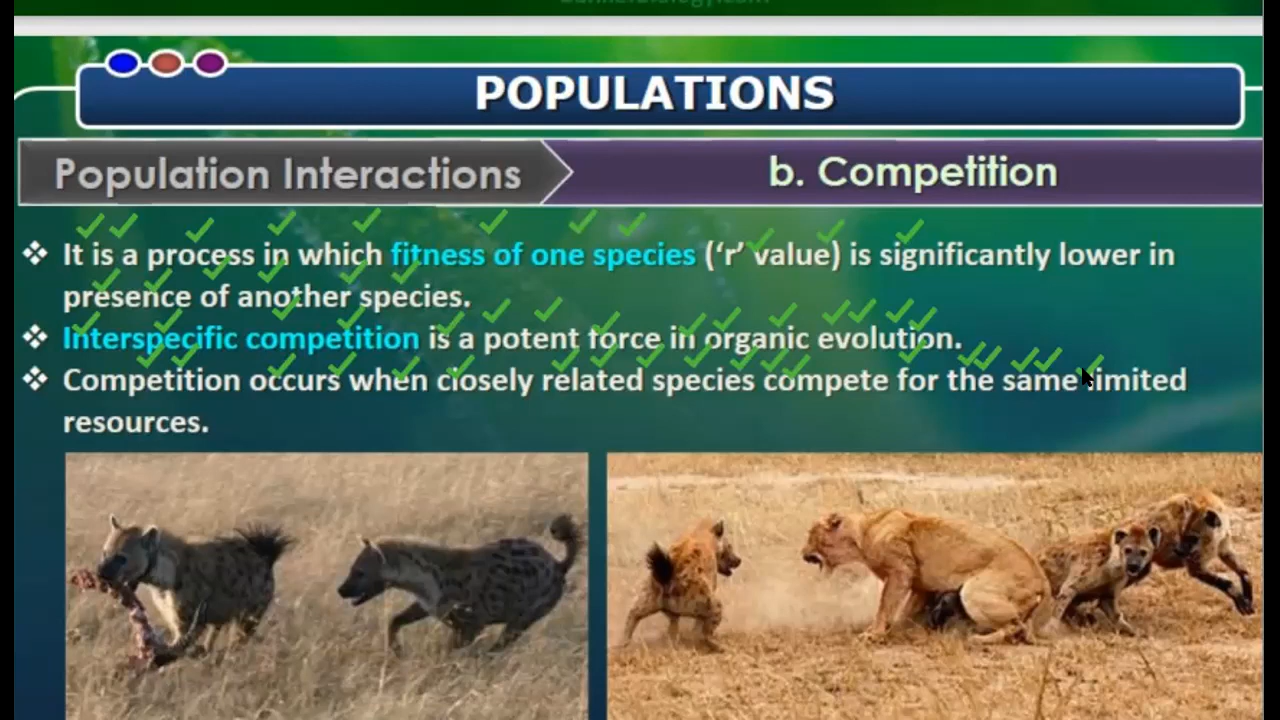 POPULATIONS
Population Interactions
b. Competition
❖ It is a process in which fitness of one species (‘r’ value) is significantly lower in
presence of another species.
❖ Interspecific competition is a potent force in organic evolution.
❖ Competition occurs when closely related species compete for the same limited
resources.